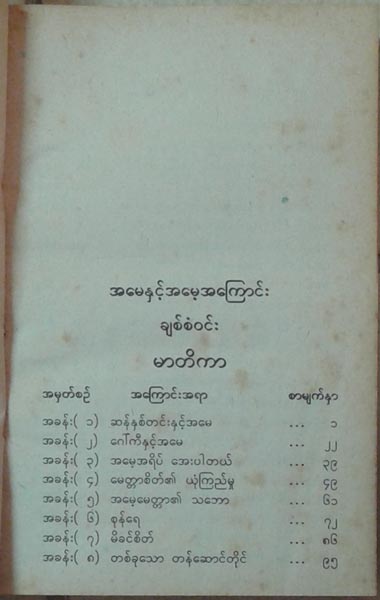 အမေနှင့်အမေ့အကြောင်း
ချစ်စံဝင်း
မာတိကာ
အမှတ်စဉ် အကြောင်းအရာ စာမျက်နှာ
အခန်း( ၁) ဆန်နှစ်တင်းနှင့်အမေ ... ၁
အခန်း( ၂) ဂေါ်ကီနှင့်အမေ ... ၂၂
အခန်း( ၃) အမေ့အရိပ် အေးပါတယ် ... ၃၉
အခန်း( ၄) မေတ္တာစိတ်၏ ယုံကြည်မှု ... ၄၉
အခန်း( ၅) အမေ့မေတ္တာ၏ သဘော ... ၆၁
အခန်း( ၆) စုန်ရေ ... ၇၂
အခန်း( ၇) မိခင်စိတ် ... ၈၆
အခန်း( ၈) တစ်ခုသော တန်ဆောင်တိုင် ... ၉၅